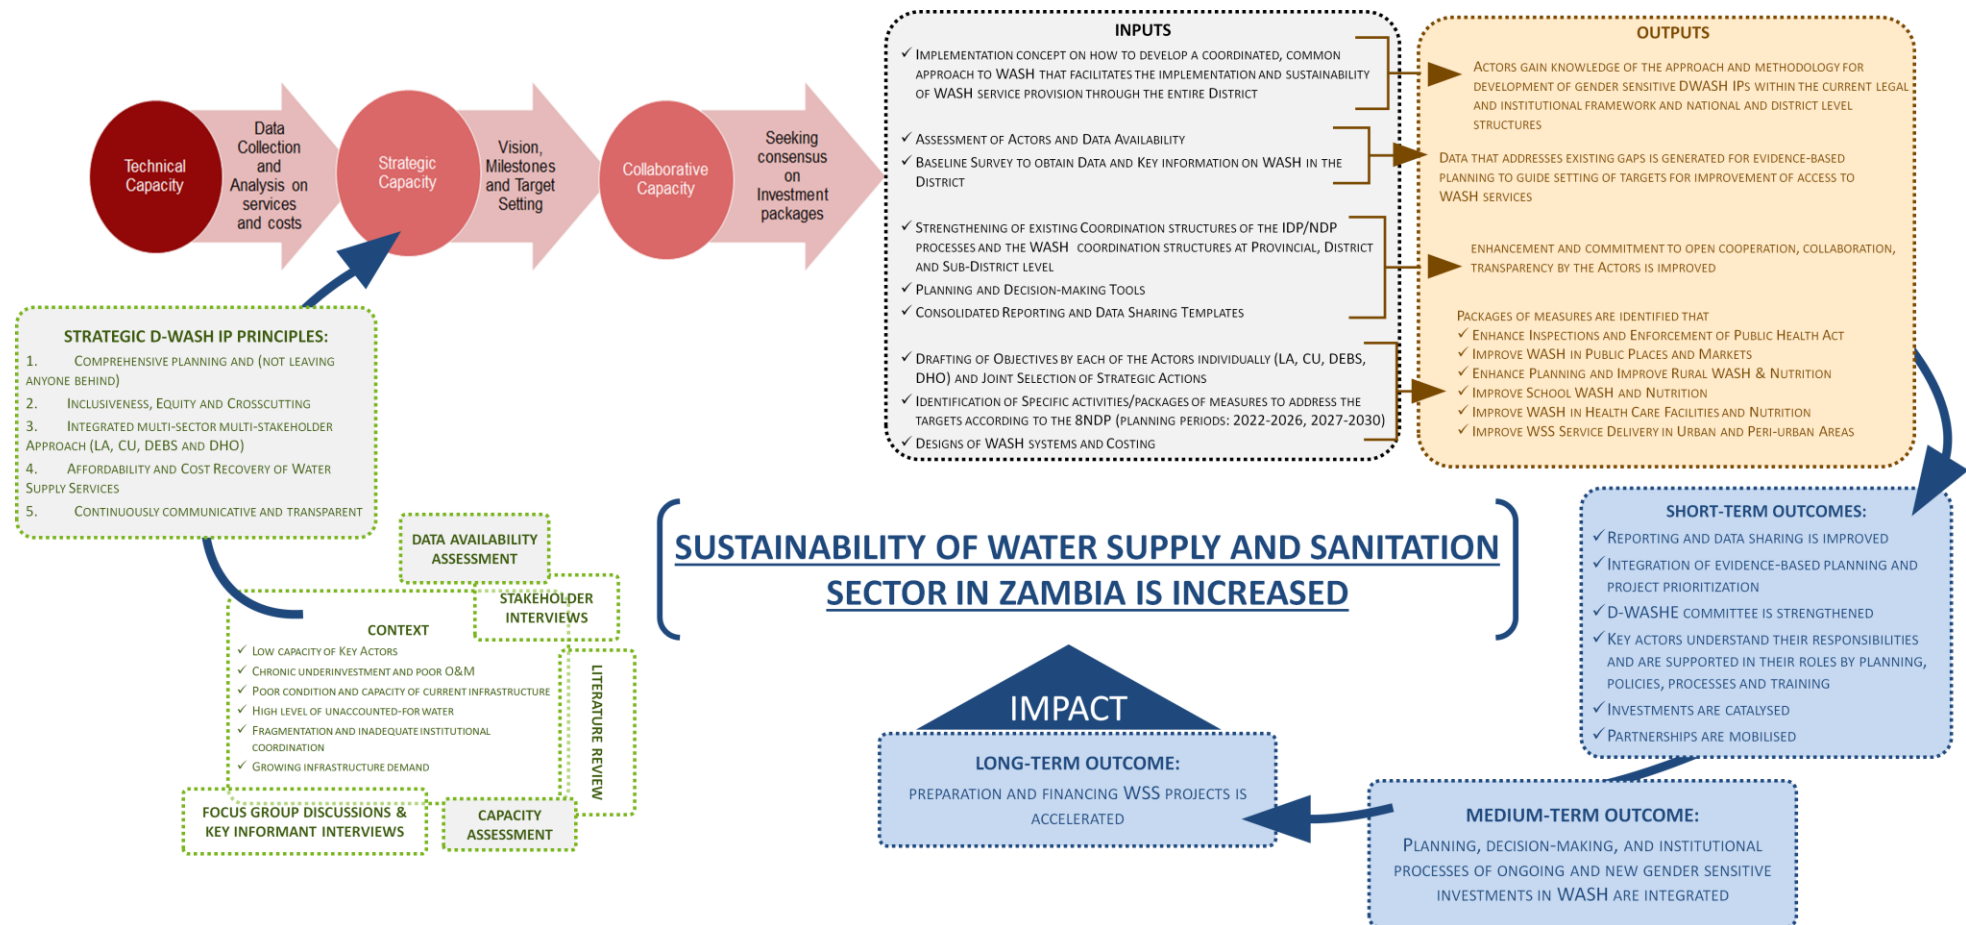 Technical
Capacity
Data
Collection
and
Analysis on
services
and costs
Strategic
Capacity
Vision,
Milestones
and Target
Setting
Collaborative
Capacity
Seeking
consensus
on
Investment
packages
INPUTS
✓ Implementation concept on how to develop a coordinated, common
approach to WASH that facilitates the implementation and sustainability
of WASH service provision through the entire District
✓ Assessment of Actors and Data Availability
✓ Baseline Survey to obtain Data and Key information on WASH in the
District
✓ Strengthening of existing Coordination structures of the IDP/NDP
processes and the WASH coordination structures at Provincial, District
and Sub-District level
✓ Planning and Decision-making Tools
✓ Consolidated Reporting and Data Sharing Templates
✓ Drafting of Objectives by each of the Actors individually (LA, CU, DEBS,
DHO) and Joint Selection of Strategic Actions
✓ Identification of Specific activities/packages of measures to address the
targets according to the 8NDP (planning periods: 2022-2026, 2027-2030)
✓ Designs of WASH systems and Costing
OUTPUTS
Actors gain knowledge of the approach and methodology for
development of gender sensitive DWASH IPs within the current legal
and institutional framework and national and district level
structures
Data that addresses existing gaps is generated for evidence-based
planning to guide setting of targets for improvement of access to
WASH services
enhancement and commitment to open cooperation, collaboration,
transparency by the Actors is improved
Packages of measures are identified that
✓ Enhance Inspections and Enforcement of Public Health Act
✓ Improve WASH in Public Places and Markets
✓ Enhance Planning and Improve Rural WASH & Nutrition
✓ Improve School WASH and Nutrition
✓ Improve WASH in Health Care Facilities and Nutrition
✓ Improve WSS Service Delivery in Urban and Peri-urban Areas
STRATEGIC D-WASH IP PRINCIPLES:
1. Comprehensive planning and (not leaving
anyone behind)
2. Inclusiveness, Equity and Crosscutting
3. Integrated multi-sector multi-stakeholder
Approach (LA, CU, DEBS and DHO)
4. Affordability and Cost Recovery of Water
Supply Services
5. Continuously communicative and transparent
DATA AVAILABILITY
ASSESSMENT
STAKEHOLDER
INTERVIEWS
CONTEXT
✓ Low capacity of Key Actors
✓ Chronic underinvestment and poor O&M
✓ Poor condition and capacity of current infrastructure
✓ High level of unaccounted-for water
✓ Fragmentation and inadequate institutional
coordination
✓ Growing infrastructure demand
LITERATURE REVIEW
FOCUS GROUP DISCUSSIONS &
KEY INFORMANT INTERVIEWS
CAPACITY
ASSESSMENT
SUSTAINABILITY OF WATER SUPPLY AND SANITATION
SECTOR IN ZAMBIA IS INCREASED
IMPACT
LONG-TERM OUTCOME:
preparation and financing WSS projects is
accelerated
SHORT-TERM OUTCOMES:
✓ Reporting and data sharing is improved
✓ Integration of evidence-based planning and
project prioritization
✓ D-WASHE committee is strengthened
✓ Key actors understand their responsibilities
and are supported in their roles by planning,
policies, processes and training
✓ Investments are catalysed
✓ Partnerships are mobilised
MEDIUM-TERM OUTCOME:
Planning, decision-making, and institutional
processes of ongoing and new gender sensitive
investments in WASH are integrated